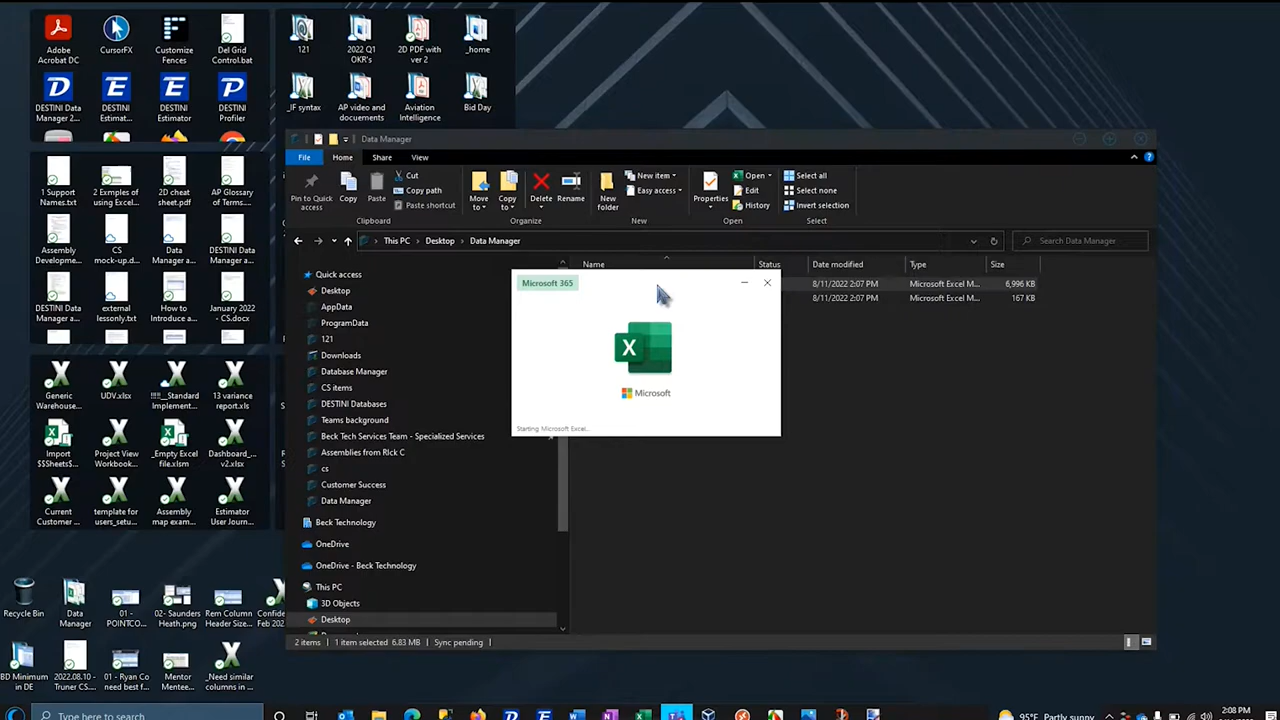 Adobe
Acrobat DC
CursorFX
Customize
Fences
Del Grid
Control.bat
DESTINI Data
Manager 2...
DESTINI
Estimat...
DESTINI
Estimator
DESTINI
Profiler
121
2022 Q1
OKR's
2D PDF with
ver 2
_home
_IF syntax
AP video and
docuements
Aviation
Intelligence
Bid Day
1 Support
Names.txt
2 Exmples of
using Excel...
2D cheat
sheet.pdf
AP Glossary
of Terms....
Assembly
Developme...
CS
mock-up.d...
Data
Manager a...
DESTINI
Manager a...
DESTINI
Manager a...
external
lessonly.txt
How to
Introduce a...
January 2022
- CS.docx
Generic
Warehouse...
UDV.xlsx
!!!!!__Standard
Implement...
13 variance
report.xls
Import
$$Sheets$...
Project View
Workbook...
_Empty Excel
file.xlsm
Dashboard_...
v2.xlsx
Current
Customer ...
template for
users_setu...
Assembly
map exam...
Estimator
User Journ...
Recycle Bin
Data
Manager
01 -
POINTCO...
02- Saunders
Heath.png
Rem Column
Header Size...
Confide
Feb 202
BD Minimum
in DE
2022.08.10 -
Truner CS...
01 - Ryan Co
need best f...
Mentor
Mentee...
_Need similar
columns in ...
Data Manager
File
Home
Share
View
Pin to Quick
access
Copy
Paste
Cut
Copy path
Paste shortcut
Clipboard
Move
to
Copy
to
Delete
Rename
Organize
New
folder
New item
Easy access
New
Properties
Open
Edit
History
Open
Select all
Select none
Invert selection
Select
This PC > Desktop > Data Manager
Search Data Manager
Name
Status
Date modified
Type
Size
8/11/2022 2:07 PM
Microsoft Excel M...
6,996 KB
8/11/2022 2:07 PM
Microsoft Excel M...
167 KB
Quick access
Desktop
AppData
ProgramData
121
Downloads
Database Manager
CS items
DESTINI Databases
Teams background
Beck Tech Services Team - Specialized Services
Assemblies from RIck C
cs
Customer Success
Data Manager
Beck Technology
OneDrive
OneDrive - Beck Technology
This PC
3D Objects
Desktop
Microsoft 365
X
Microsoft
Starting Microsoft Excel...
2 items
1 item selected 6.83 MB
Sync pending
Type here to search
95°F Partly sunny
2:08 PM